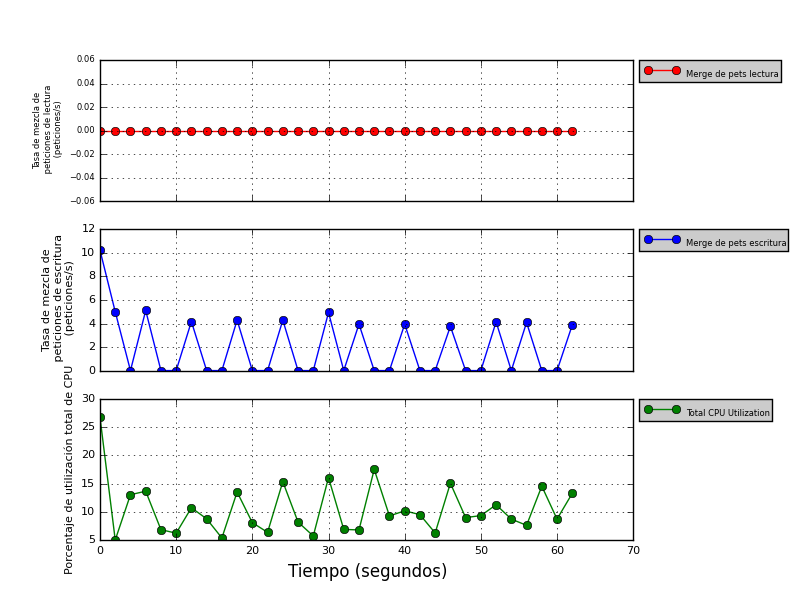 0.06
0.04
0.02
0.00
−0.02
−0.04
−0.06
Tasa de mezcla de
peticiones de lectura
(peticiones/s)
Merge de pets lectura
12
10
8
6
4
2
0
Tasa de mezcla de
peticiones de escritura
(peticiones/s)
Merge de pets escritura
30
25
20
15
10
5
Porcentaje de utilización total de CPU
Total CPU Utilization
0 10 20 30 40 50 60 70
Tiempo (segundos)